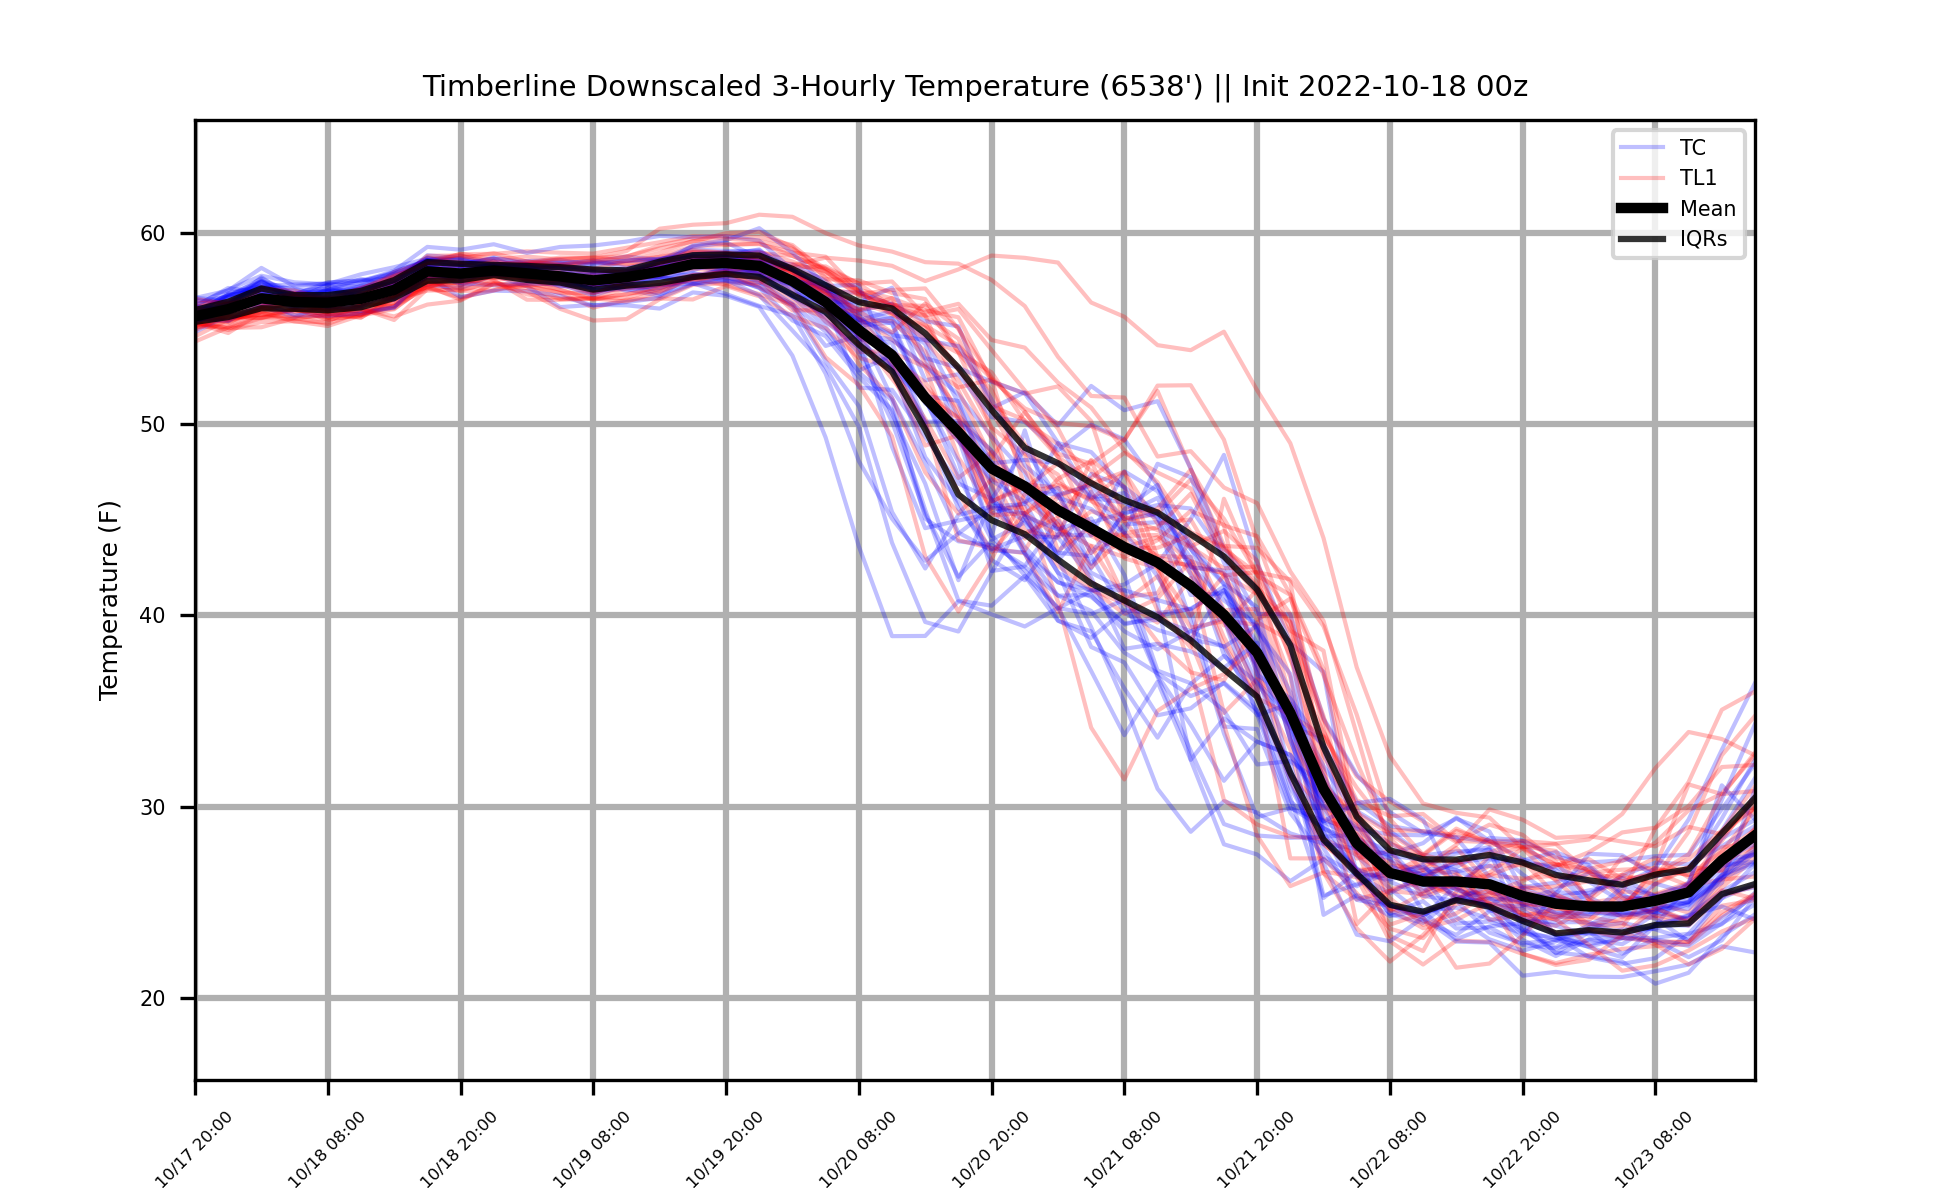 Timberline Downscaled 3-Hourly Temperature (6538') || Init 2022-10-18 00z
TC
TL1
Mean
IQRs
Temperature (F)
60
50
40
30
20
10/17 20:00
10/18 08:00
10/18 20:00
10/19 08:00
10/19 20:00
10/20 08:00
10/20 20:00
10/21 08:00
10/21 20:00
10/22 08:00
10/22 20:00
10/23 08:00